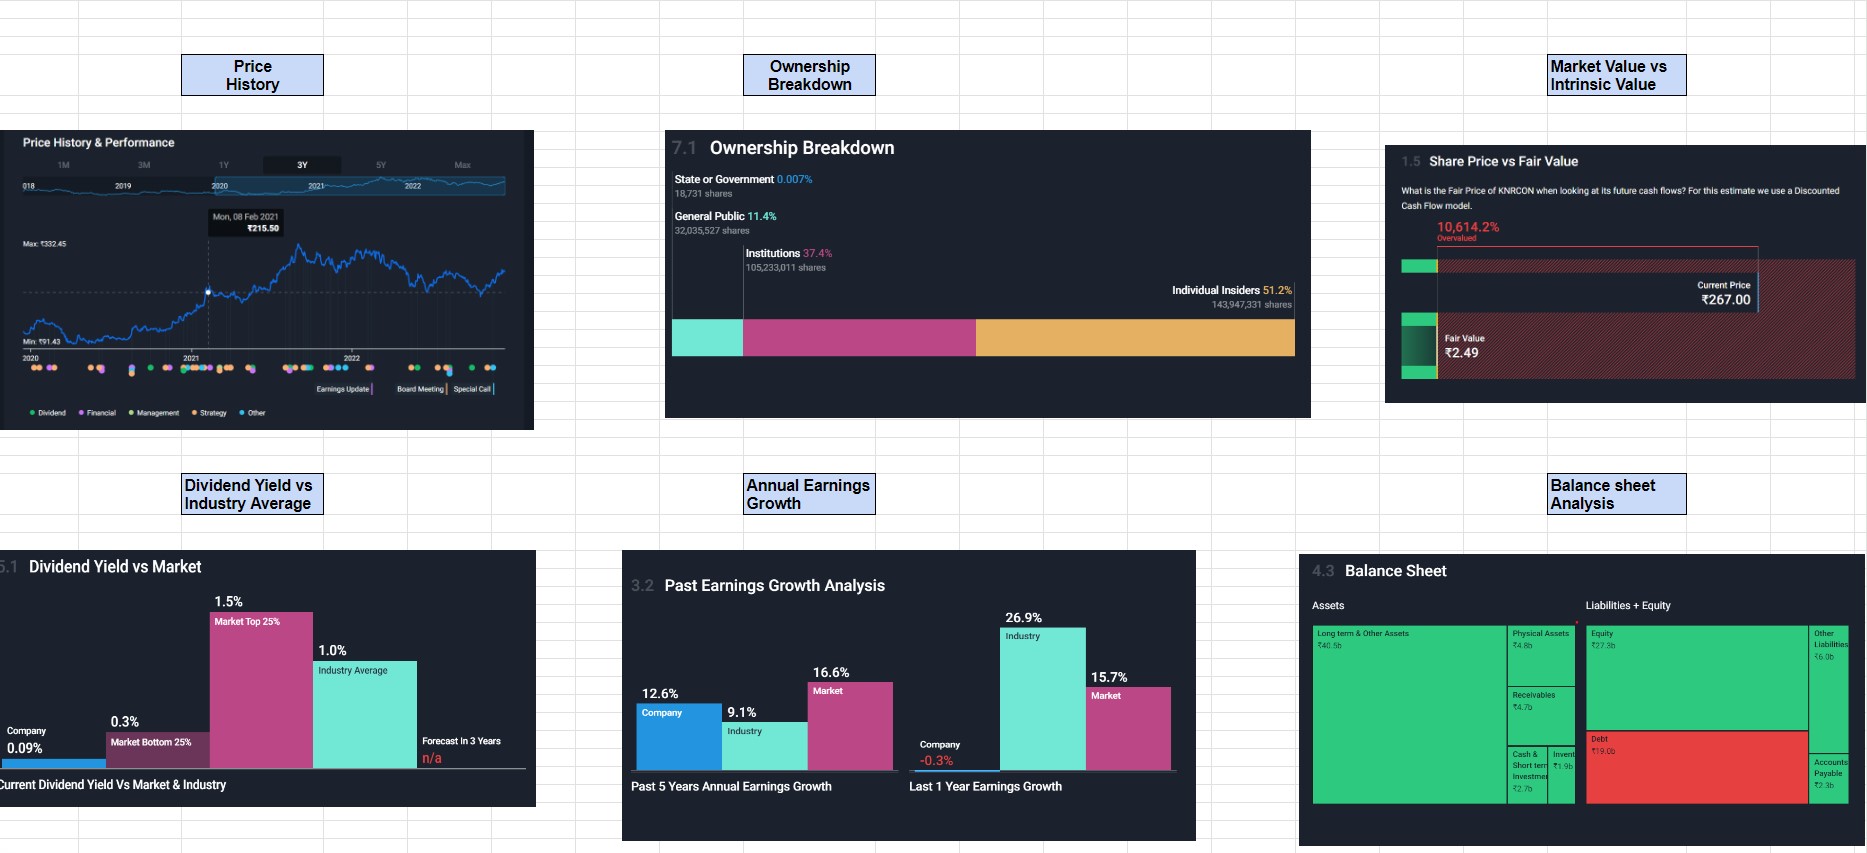 Price
History
Ownership
Breakdown
Market Value vs
Intrinsic Value
Price History & Performance
1M 3M 1Y 3Y 5Y Max
018 2019 2020 2021 2022
Mon, 08 Feb 2021
₹215.50
Max: ₹332.45
Min: ₹91.43
2020 2021 2022
Earnings Update Board Meeting Special Call
Dividend Financial Management Strategy Other
7.1 Ownership Breakdown
State or Government 0.007%
18,731 shares
General Public 11.4%
32,035,527 shares
Institutions 37.4%
105,233,011 shares
Individual Insiders 51.2%
143,947,331 shares
1.5 Share Price vs Fair Value
What is the Fair Price of KNRCON when looking at its future cash flows? For this estimate we use a Discounted
Cash Flow model.
10,614.2%
Overvalued
Current Price
₹267.00
Fair Value
₹2.49
Dividend Yield vs
Industry Average
Annual Earnings
Growth
Balance sheet
Analysis
5.1 Dividend Yield vs Market
Company
0.09%
0.3%
Market Bottom 25%
1.5%
Market Top 25%
1.0%
Industry Average
Forecast In 3 Years
n/a
Current Dividend Yield Vs Market & Industry
3.2 Past Earnings Growth Analysis
12.6%
Company
9.1%
Industry
16.6%
Market
Past 5 Years Annual Earnings Growth
Company
-0.3%
26.9%
Industry
15.7%
Market
Last 1 Year Earnings Growth
4.3 Balance Sheet
Assets
Long term & Other Assets
₹40.5b
Physical Assets
₹4.8b
Receivables
₹4.7b
Cash &
Short term
Investmen
₹2.7b
Invent
₹1.9b
Liabilities + Equity
Equity
₹27.3b
Debt
₹19.0b
Other
Liabilities
₹6.0b
Accounts
Payable
₹2.3b